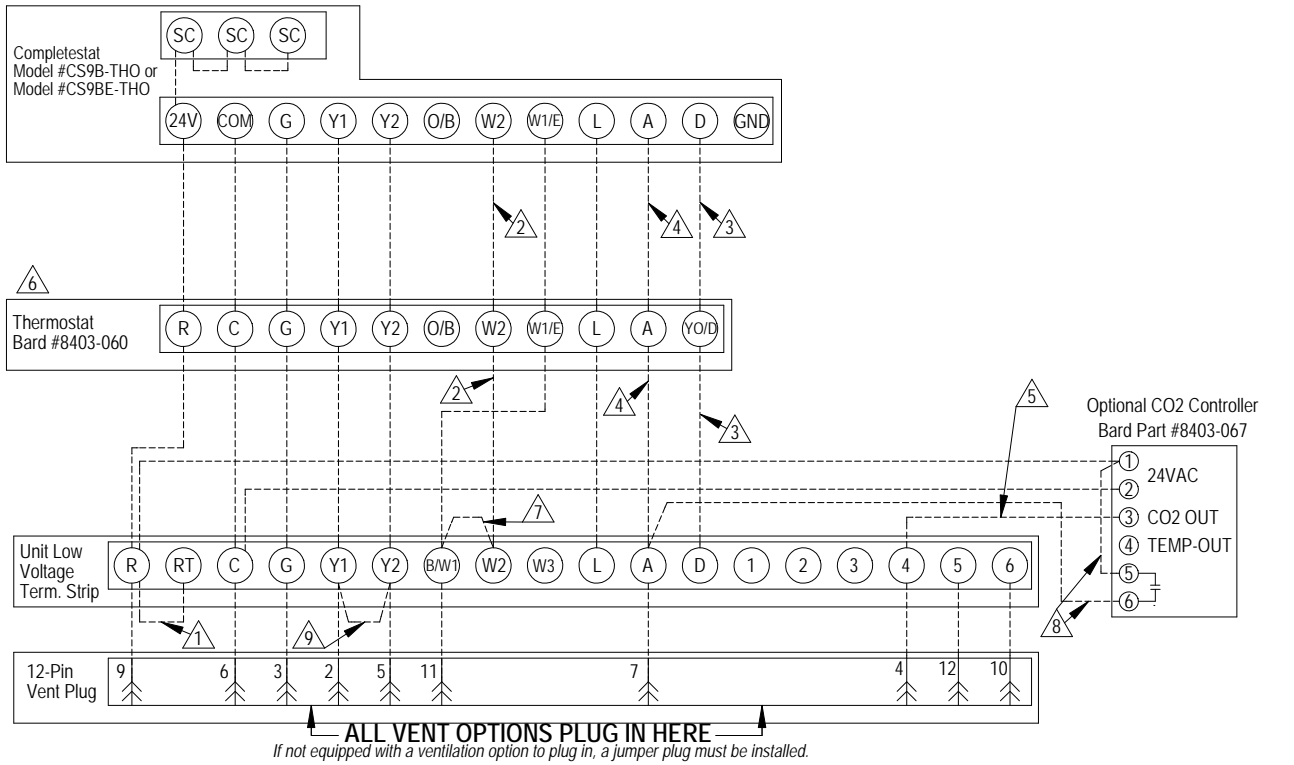 SC SC SC
Completestat
Model #CS9B-THO or
Model #CS9BE-THO
24V COM G Y1 Y2 O/B W2 W1/E L A D GND
2 4 3
6
Thermostat
Bard #8403-060
R C G Y1 Y2 O/B W2 W1/E L A YO/D
2 4 3 5
Optional CO2 Controller
Bard Part #8403-067
1 24VAC
2
3 CO2 OUT
4 TEMP-OUT
5
6
7
8
Unit Low
Voltage
Term. Strip
R RT C G Y1 Y2 B/W1 W2 W3 L A D 1 2 3 4 5 6
1 9
12-Pin
Vent Plug
9 6 3 2 5 11 7 4 12 10
ALL VENT OPTIONS PLUG IN HERE
If not equipped with a ventilation option to plug in, a jumper plug must be installed.